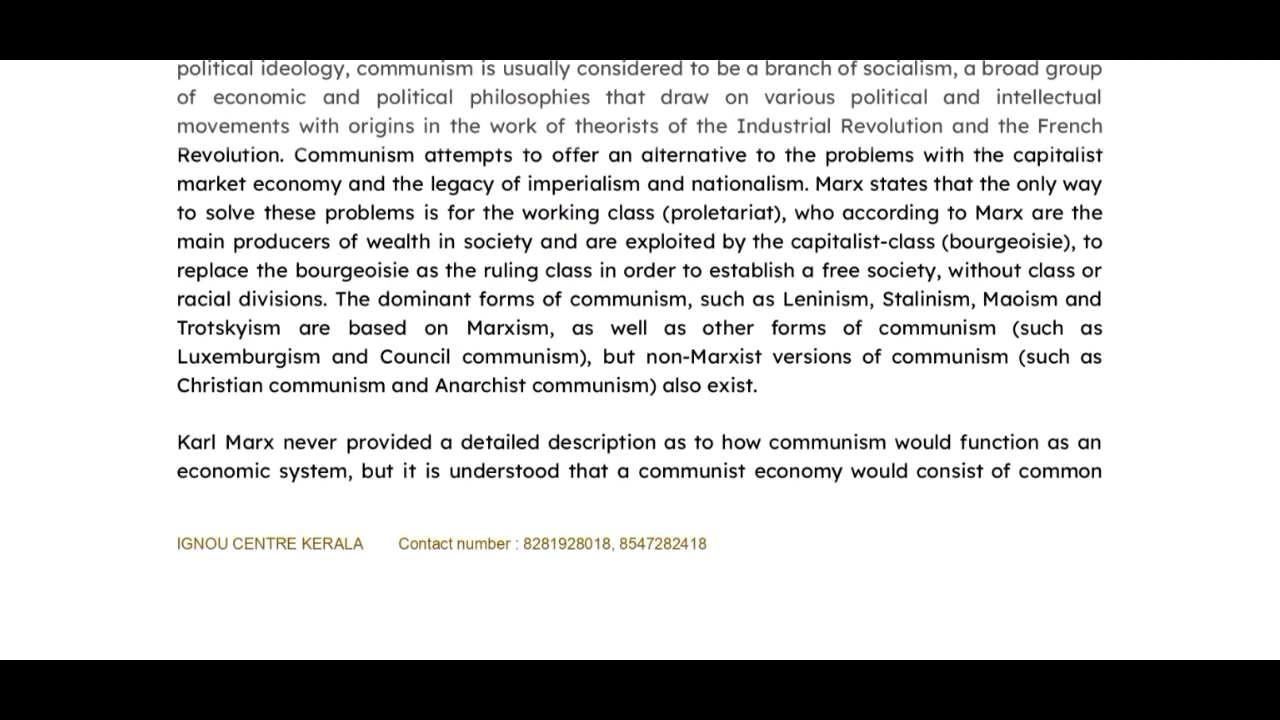 political ideology, communism is usually considered to be a branch of socialism, a broad group
of economic and political philosophies that draw on various political and intellectual
movements with origins in the work of theorists of the Industrial Revolution and the French
Revolution. Communism attempts to offer an alternative to the problems with the capitalist
market economy and the legacy of imperialism and nationalism. Marx states that the only way
to solve these problems is for the working class (proletariat), who according to Marx are the
main producers of wealth in society and are exploited by the capitalist-class (bourgeoisie), to
replace the bourgeoisie as the ruling class in order to establish a free society, without class or
racial divisions. The dominant forms of communism, such as Leninism, Stalinism, Maoism and
Trotskyism are based on Marxism, as well as other forms of communism (such as
Luxemburgism and Council communism), but non-Marxist versions of communism (such as
Christian communism and Anarchist communism) also exist.
Karl Marx never provided a detailed description as to how communism would function as an
economic system, but it is understood that a communist economy would consist of common
IGNOU CENTRE KERALA Contact number : 8281928018, 8547282418